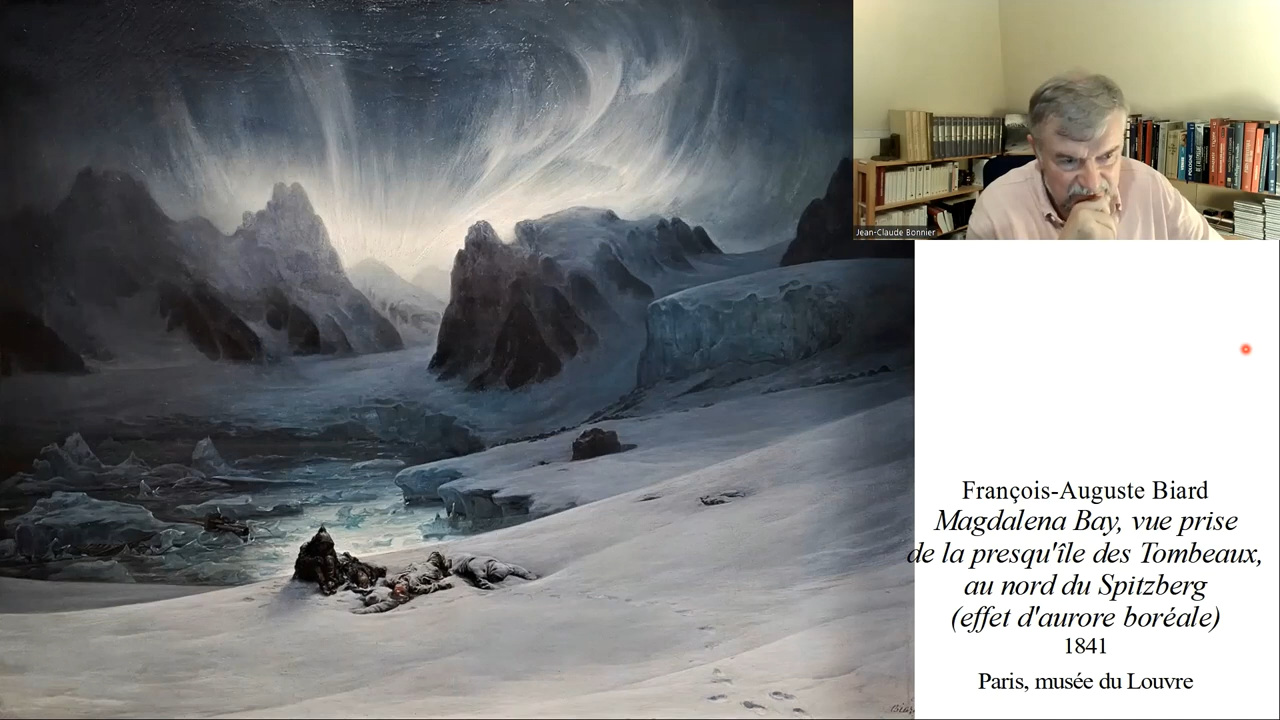 Jean-Claude Bonnier
François-Auguste Biard
Magdalena Bay, vue prise
de la presqu'île des Tombeaux,
au nord du Spitzberg
(effet d'aurore boréale)
1841
Paris, musée du Louvre